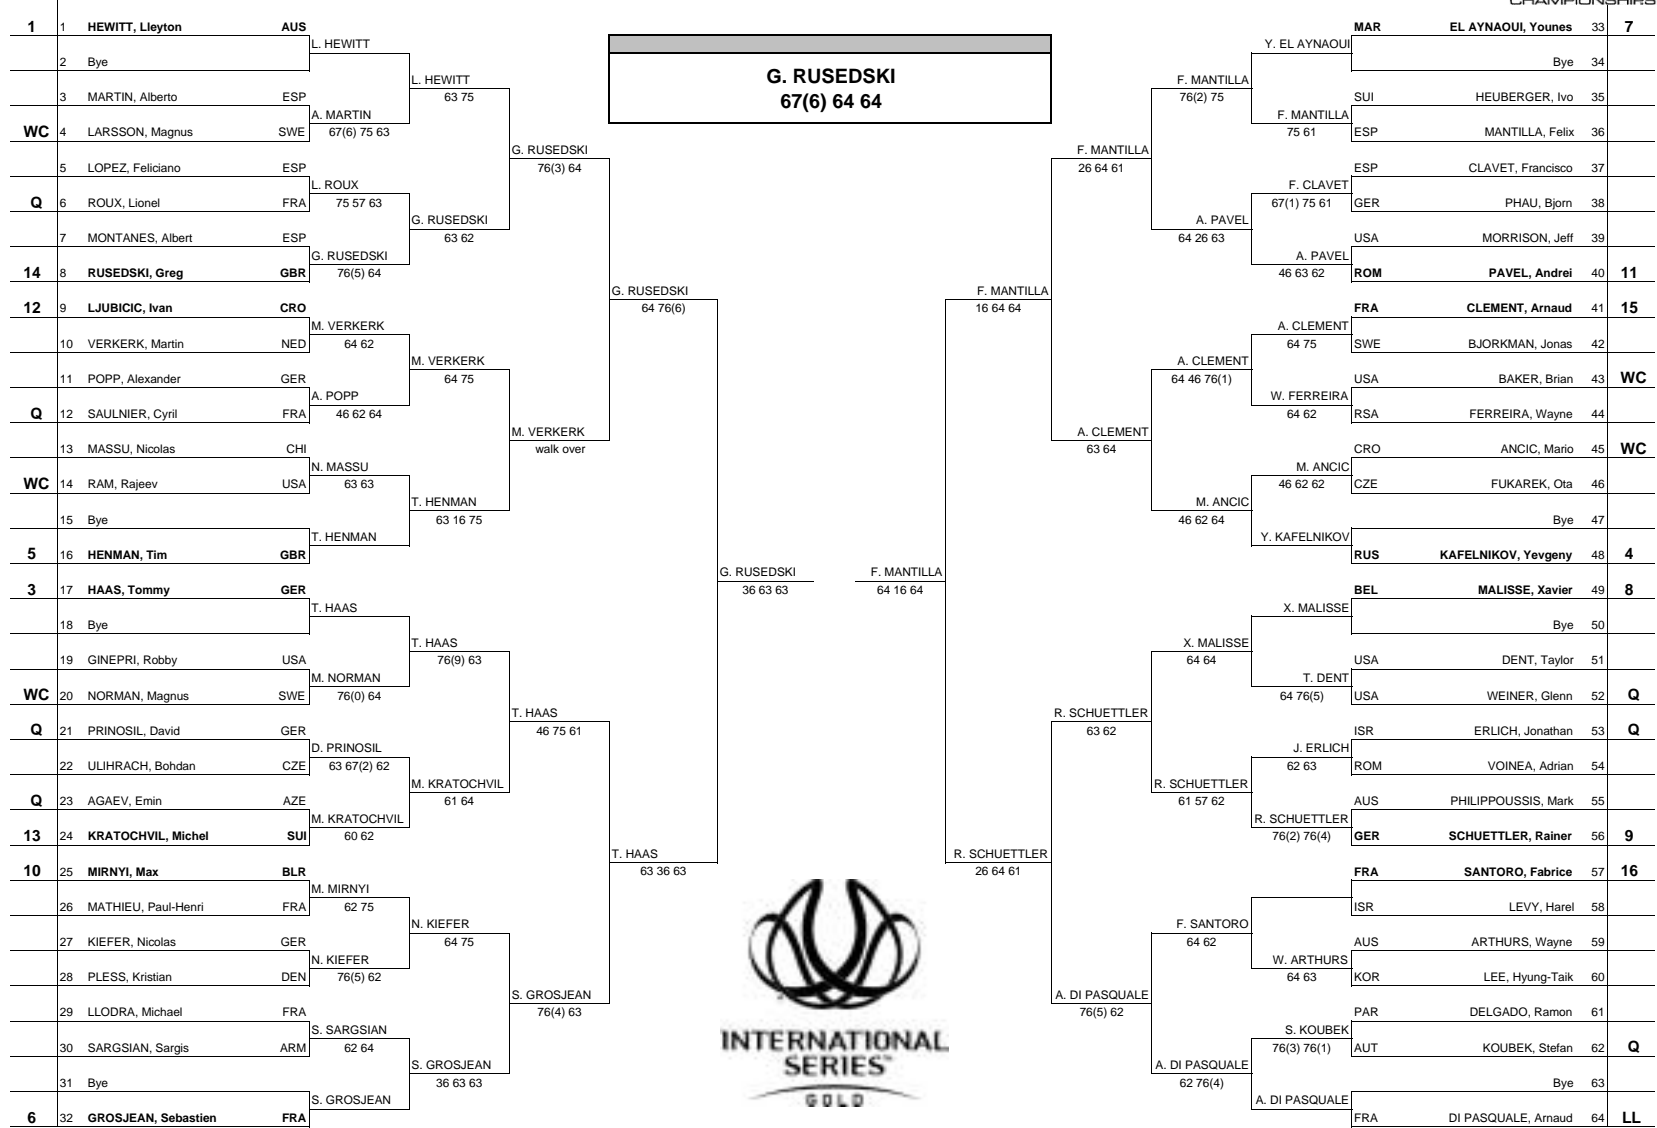 CHAMPIONSHIPS
1 1 HEWITT, Lleyton AUS
2 Bye
3 MARTIN, Alberto ESP
WC 4 LARSSON, Magnus SWE
5 LOPEZ, Feliciano ESP
Q 6 ROUX, Lionel FRA
7 MONTANES, Albert ESP
14 8 RUSEDSKI, Greg GBR
12 9 LJUBICIC, Ivan CRO
10 VERKERK, Martin NED
11 POPP, Alexander GER
Q 12 SAULNIER, Cyril FRA
13 MASSU, Nicolas CHI
WC 14 RAM, Rajeev USA
15 Bye
5 16 HENMAN, Tim GBR
3 17 HAAS, Tommy GER
18 Bye
19 GINEPRI, Robby USA
WC 20 NORMAN, Magnus SWE
Q 21 PRINOSIL, David GER
22 ULIHRACH, Bohdan CZE
Q 23 AGAEV, Emin AZE
13 24 KRATOCHVIL, Michel SUI
10 25 MIRNYI, Max BLR
26 MATHIEU, Paul-Henri FRA
27 KIEFER, Nicolas GER
28 PLESS, Kristian DEN
29 LLODRA, Michael FRA
30 SARGSIAN, Sargis ARM
31 Bye
6 32 GROSJEAN, Sebastien FRA
L. HEWITT
A. MARTIN
67(6) 75 63
L. ROUX
75 57 63
G. RUSEDSKI
76(5) 64
M. VERKERK
64 62
A. POPP
46 62 64
N. MASSU
63 63
T. HENMAN
T. HAAS
M. NORMAN
76(0) 64
D. PRINOSIL
63 67(2) 62
M. KRATOCHVIL
60 62
M. MIRNYI
62 75
N. KIEFER
76(5) 62
S. SARGSIAN
62 64
S. GROSJEAN
L. HEWITT
63 75
G. RUSEDSKI
63 62
M. VERKERK
64 75
T. HENMAN
63 16 75
T. HAAS
76(9) 63
M. KRATOCHVIL
61 64
N. KIEFER
64 75
S. GROSJEAN
36 63 63
G. RUSEDSKI
76(3) 64
M. VERKERK
walk over
T. HAAS
46 75 61
S. GROSJEAN
76(4) 63
G. RUSEDSKI
64 76(6)
T. HAAS
63 36 63
G. RUSEDSKI
36 63 63
G. RUSEDSKI
67(6) 64 64
F. MANTILLA
64 16 64
F. MANTILLA
16 64 64
R. SCHUETTLER
26 64 61
F. MANTILLA
26 64 61
A. CLEMENT
63 64
R. SCHUETTLER
63 62
A. DI PASQUALE
76(5) 62
F. MANTILLA
76(2) 75
A. PAVEL
64 26 63
A. CLEMENT
64 46 76(1)
M. ANCIC
46 62 64
X. MALISSE
64 64
R. SCHUETTLER
61 57 62
F. SANTORO
64 62
A. DI PASQUALE
62 76(4)
Y. EL AYNAOUI
F. MANTILLA
75 61
F. CLAVET
67(1) 75 61
A. PAVEL
46 63 62
A. CLEMENT
64 75
W. FERREIRA
64 62
M. ANCIC
46 62 62
Y. KAFELNIKOV
X. MALISSE
T. DENT
64 76(5)
J. ERLICH
62 63
R. SCHUETTLER
76(2) 76(4)
W. ARTHURS
64 63
S. KOUBEK
76(3) 76(1)
A. DI PASQUALE
MAR EL AYNAOUI, Younes 33 7
Bye 34
SUI HEUBERGER, Ivo 35
ESP MANTILLA, Felix 36
ESP CLAVET, Francisco 37
GER PHAU, Bjorn 38
USA MORRISON, Jeff 39
ROM PAVEL, Andrei 40 11
FRA CLEMENT, Arnaud 41 15
SWE BJORKMAN, Jonas 42
USA BAKER, Brian 43 WC
RSA FERREIRA, Wayne 44
CRO ANCIC, Mario 45 WC
CZE FUKAREK, Ota 46
Bye 47
RUS KAFELNIKOV, Yevgeny 48 4
BEL MALISSE, Xavier 49 8
Bye 50
USA DENT, Taylor 51
USA WEINER, Glenn 52 Q
ISR ERLICH, Jonathan 53 Q
ROM VOINEA, Adrian 54
AUS PHILIPPOUSSIS, Mark 55
GER SCHUETTLER, Rainer 56 9
FRA SANTORO, Fabrice 57 16
ISR LEVY, Harel 58
AUS ARTHURS, Wayne 59
KOR LEE, Hyung-Taik 60
PAR DELGADO, Ramon 61
AUT KOUBEK, Stefan 62 Q
Bye 63
FRA DI PASQUALE, Arnaud 64 LL
INTERNATIONAL
SERIES™
GOLD